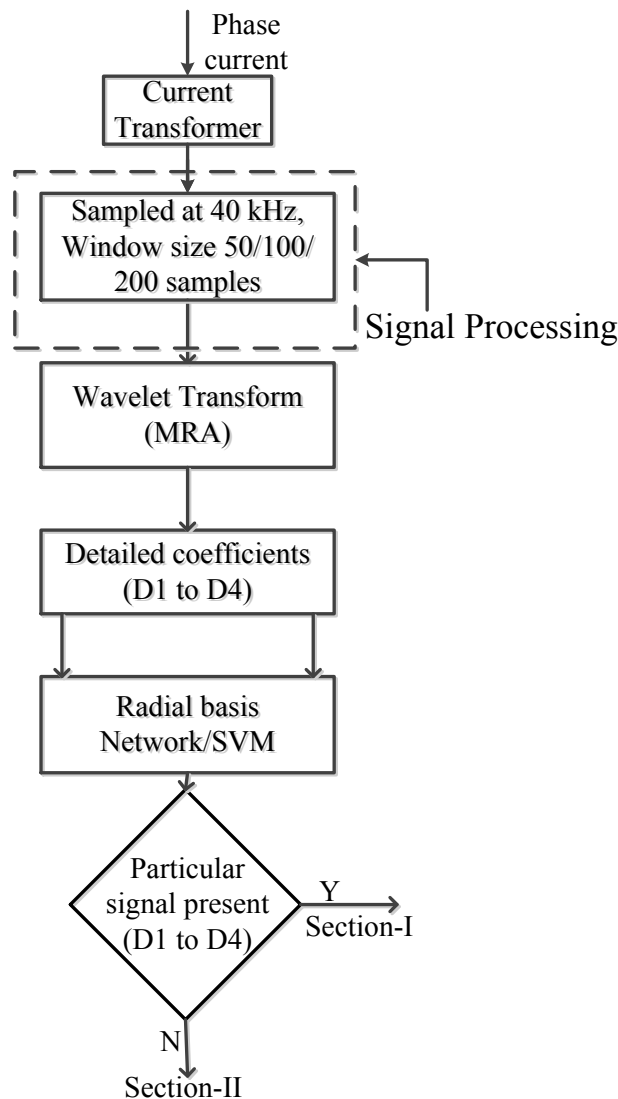 Phase
current
Current
Transformer
Sampled at 40 kHz,
Window size 50/100/
200 samples
Signal Processing
Wavelet Transform
(MRA)
Detailed coefficients
(D1 to D4)
Radial basis
Network/SVM
Particular
signal present
(D1 to D4)
Y
Section-I
N
Section-II